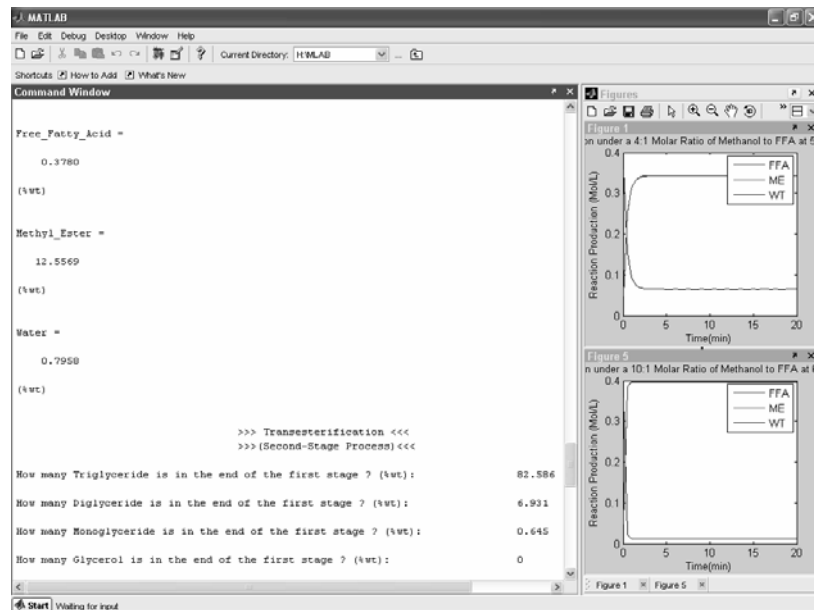 MATLAB
File Edit Debug Desktop Window Help
Current Directory: H:\MLAB
Shortcuts How to Add What's New
Command Window
Free_Fatty_Acid =
0.3780
(%wt)
Methyl_Ester =
12.5569
(%wt)
Water =
0.7958
(%wt)
>>> Transesterification <<<
>>>(Second-Stage Process)<<<
How many Triglyceride is in the end of the first stage ? (%wt): 82.586
How many Diglyceride is in the end of the first stage ? (%wt): 6.931
How many Monoglyceride is in the end of the first stage ? (%wt): 0.645
How many Glycerol is in the end of the first stage ? (%wt): 0
Start Waiting for input
Figures
Figure 1
on under a 4:1 Molar Ratio of Methanol to FFA at 5
Reaction Production (Mol/L)
0.4
0.3
0.2
0.1
0
FFA
ME
WT
0 5 10 15 20
Time(min)
Figure 5
n under a 10:1 Molar Ratio of Methanol to FFA at
Reaction Production (Mol/L)
0.4
0.3
0.2
0.1
0
FFA
ME
WT
0 5 10 15 20
Time(min)
Figure 1 Figure 5